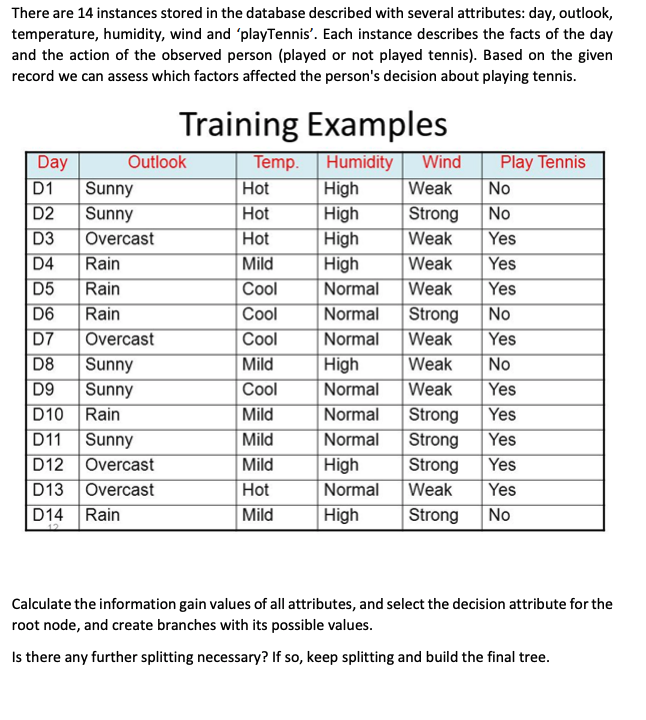 There are 14 instances stored in the database described with several attributes: day, outlook,
temperature, humidity, wind and ‘playTennis’. Each instance describes the facts of the day
and the action of the observed person (played or not played tennis). Based on the given
record we can assess which factors affected the person's decision about playing tennis.
Training Examples
Day Outlook Temp. Humidity Wind Play Tennis
D1 Sunny Hot High Weak No
D2 Sunny Hot High Strong No
D3 Overcast Hot High Weak Yes
D4 Rain Mild High Weak Yes
D5 Rain Cool Normal Weak Yes
D6 Rain Cool Normal Strong No
D7 Overcast Cool Normal Weak Yes
D8 Sunny Mild High Weak No
D9 Sunny Cool Normal Weak Yes
D10 Rain Mild Normal Strong Yes
D11 Sunny Mild Normal Strong Yes
D12 Overcast Mild High Strong Yes
D13 Overcast Hot Normal Weak Yes
D14 Rain Mild High Strong No
12
Calculate the information gain values of all attributes, and select the decision attribute for the
root node, and create branches with its possible values.
Is there any further splitting necessary? If so, keep splitting and build the final tree.